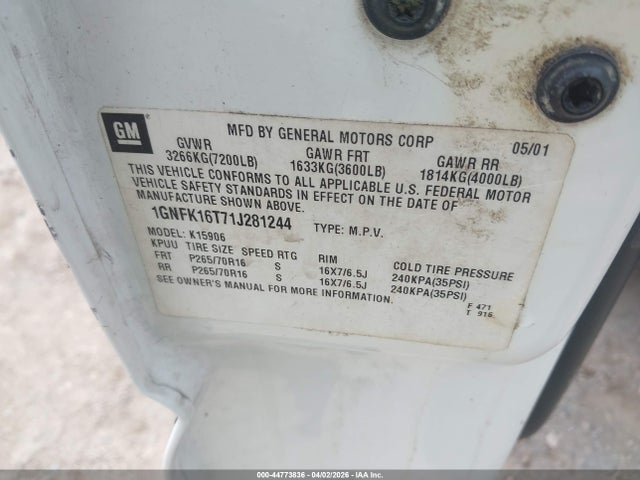 GM
MFD BY GENERAL MOTORS CORP 05/01
GVWR GAWR FRT GAWR RR
3266KG(7200LB) 1633KG(3600LB) 1814KG(4000LB)
THIS VEHICLE CONFORMS TO ALL APPLICABLE U.S. FEDERAL MOTOR
VEHICLE SAFETY STANDARDS IN EFFECT ON THE DATE OF
MANUFACTURE SHOWN ABOVE.
1GNFK16T71J281244 TYPE: M.P.V.
MODEL: K15906
KPUU TIRE SIZE SPEED RTG RIM COLD TIRE PRESSURE
FRT P265/70R16 S 16X7/6.5J 240KPA(35PSI)
RR P265/70R16 S 16X7/6.5J 240KPA(35PSI)
SEE OWNER'S MANUAL FOR MORE INFORMATION.
F 471
T 916
000-44773836 - 04/02/2026 - IAA Inc.